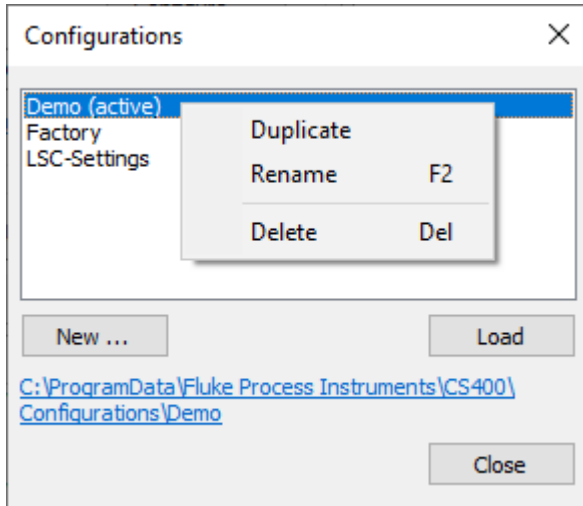 Configurations
Demo (active)
Factory
LSC-Settings
Duplicate
Rename F2
Delete Del
New ...
Load
C:\ProgramData\Fluke Process Instruments\CS400\
Configurations\Demo
Close